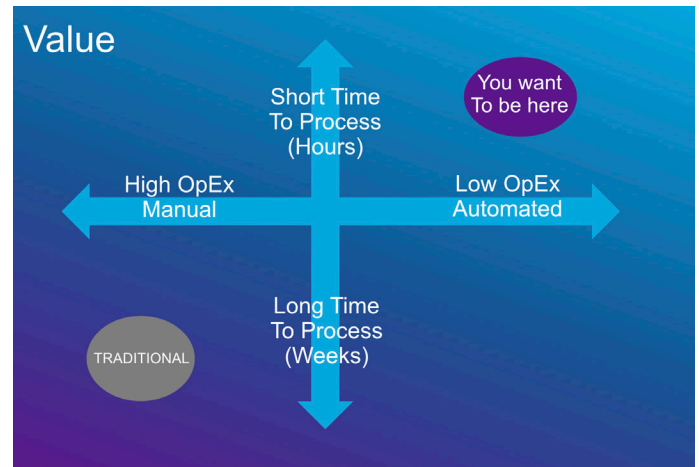 Value
You want
To be here
Short Time
To Process
(Hours)
High OpEx
Manual
Low OpEx
Automated
Long Time
To Process
(Weeks)
TRADITIONAL